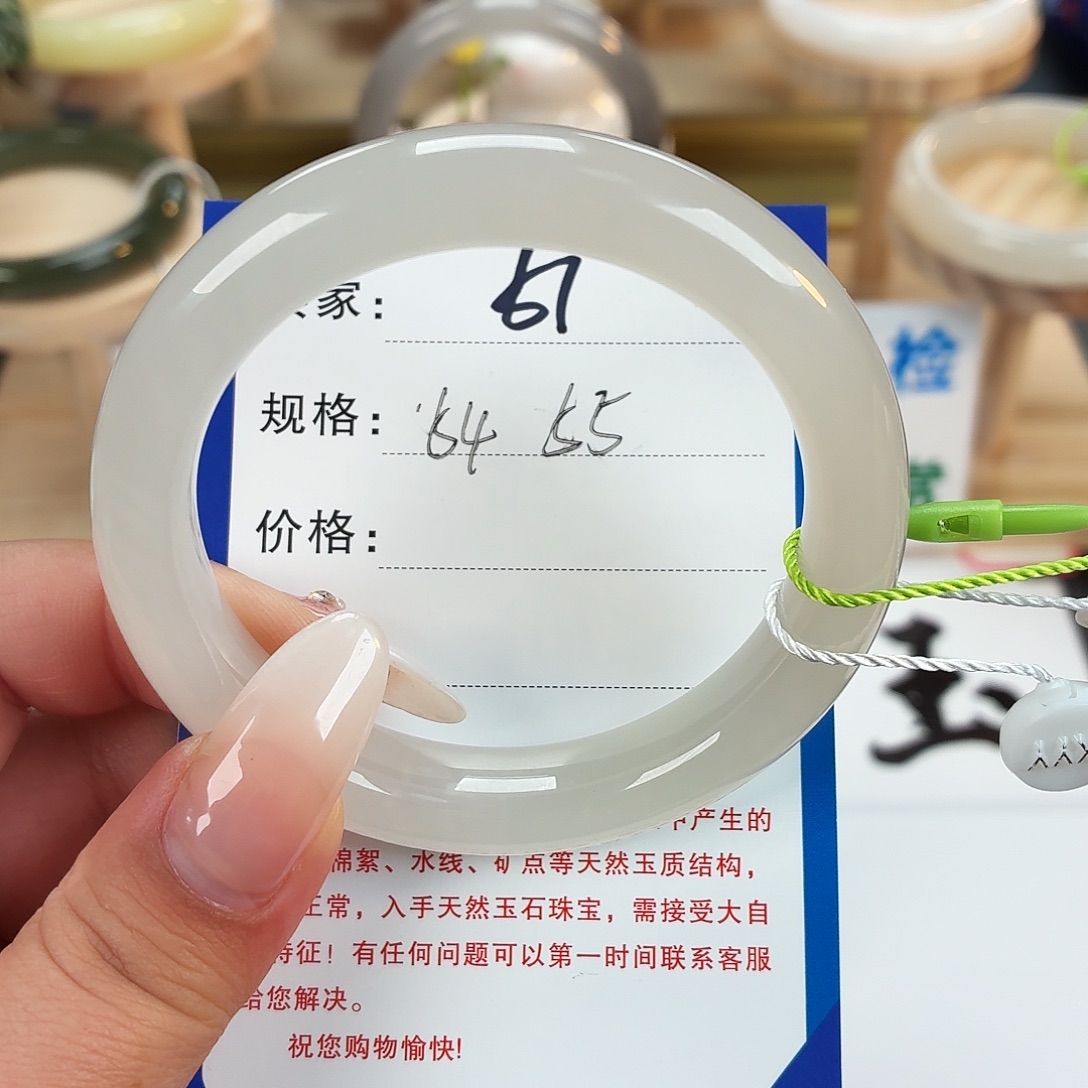 家: 61
规格: 64 65
价格:
产生的
棉絮、水线、矿点等天然玉质结构,
正常,入手天然玉石珠宝,需接受大自
特征!有任何问题可以第一时间联系客服
给您解决。
祝您购物愉快!
检
玉